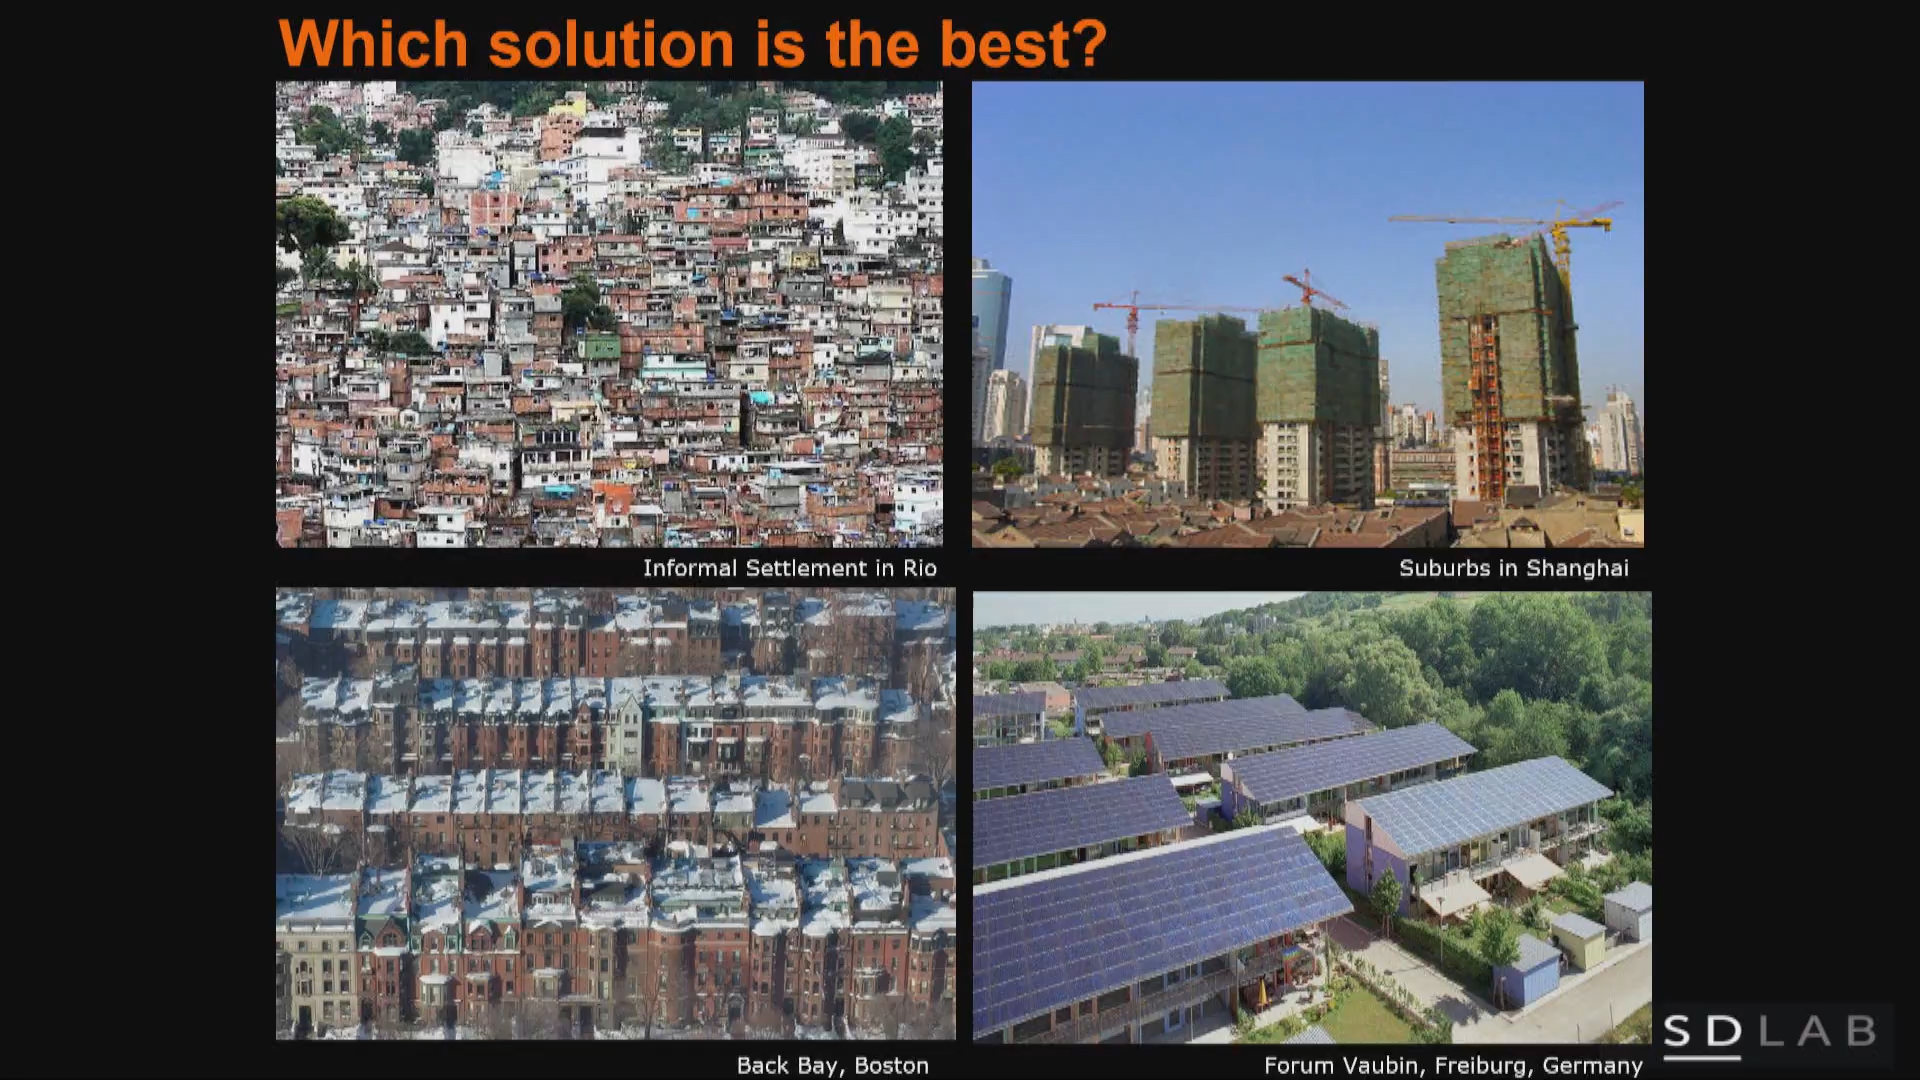 Which solution is the best?
Informal Settlement in Rio
Suburbs in Shanghai
Back Bay, Boston
Forum Vaubin, Freiburg, Germany
SDLAB